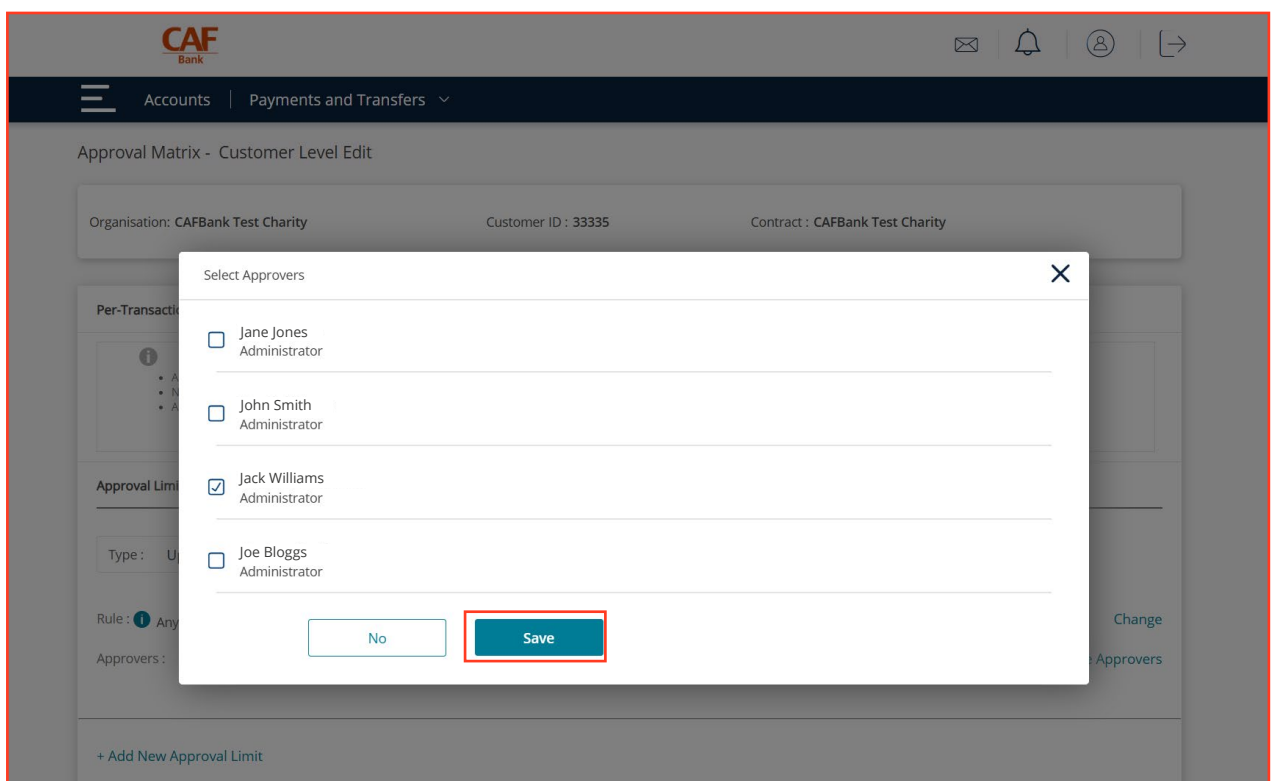 CAF
Bank
Accounts | Payments and Transfers
Approval Matrix - Customer Level Edit
Organisation: CAFBank Test Charity Customer ID : 33335 Contract : CAFBank Test Charity
Select Approvers
Per-Transacti
Jane Jones
Administrator
John Smith
Administrator
Approval Limi
Jack Williams
Administrator
Type :
Joe Bloggs
Administrator
Rule : Any
Change
No Save
Approvers :
Approvers
+ Add New Approval Limit